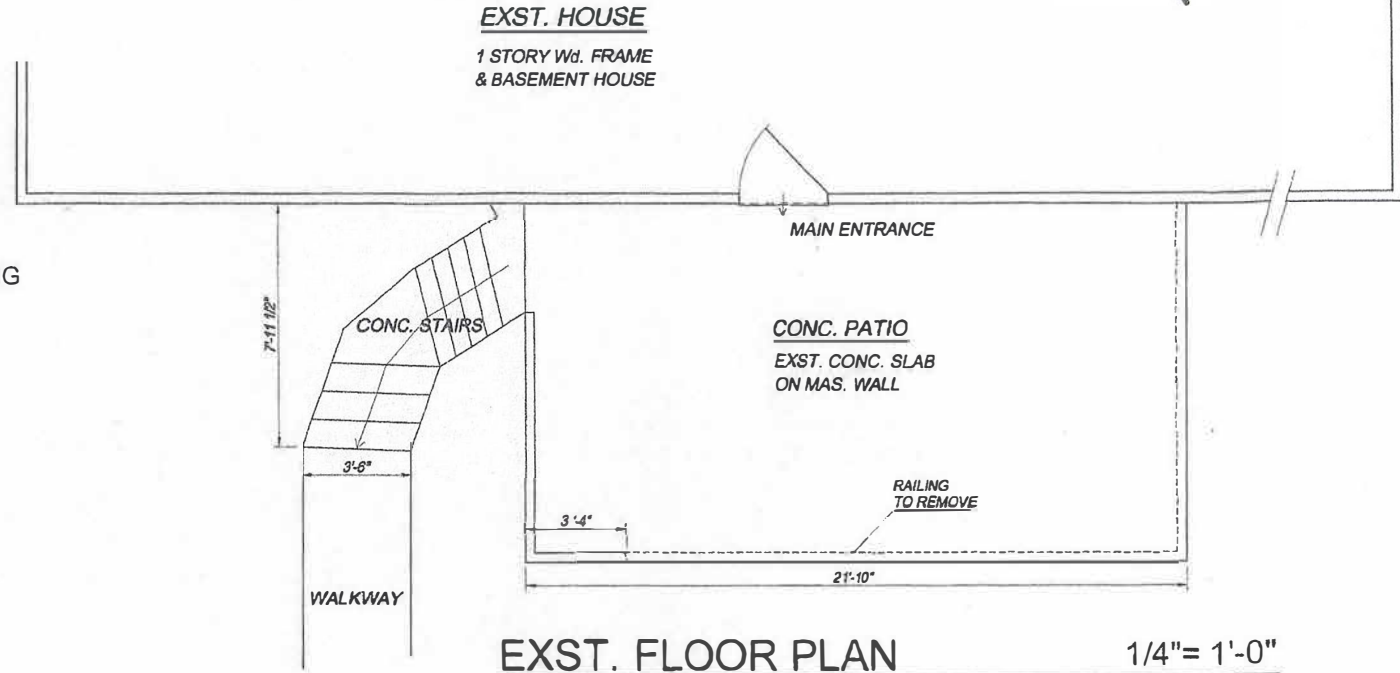 EXST. HOUSE
1 STORY Wd. FRAME
& BASEMENT HOUSE
MAIN ENTRANCE
G
7'-11 1/2"
CONC. STAIRS
CONC. PATIO
EXST. CONC. SLAB
ON MAS. WALL
3'-6"
RAILING
TO REMOVE
3'-4"
21'-10"
WALKWAY
EXST. FLOOR PLAN
1/4"= 1'-0"